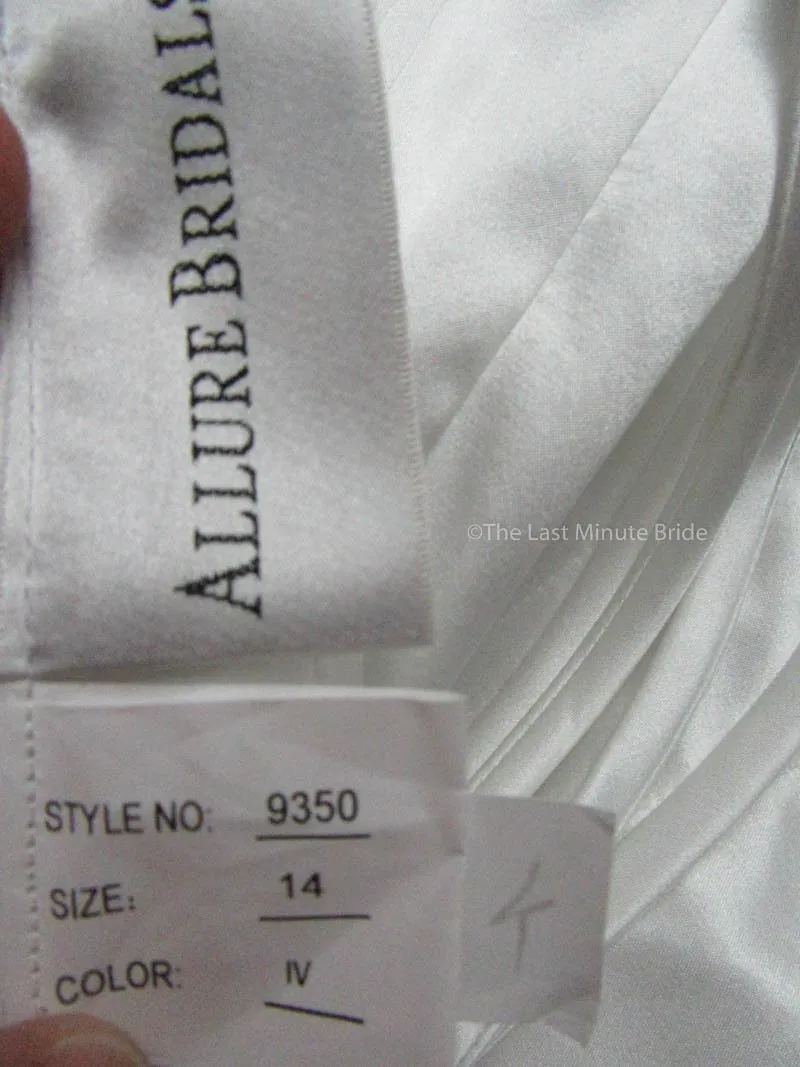 ALLURE BRIDALS
©The Last Minute Bride
STYLE NO: 9350
SIZE: 14
COLOR: IV